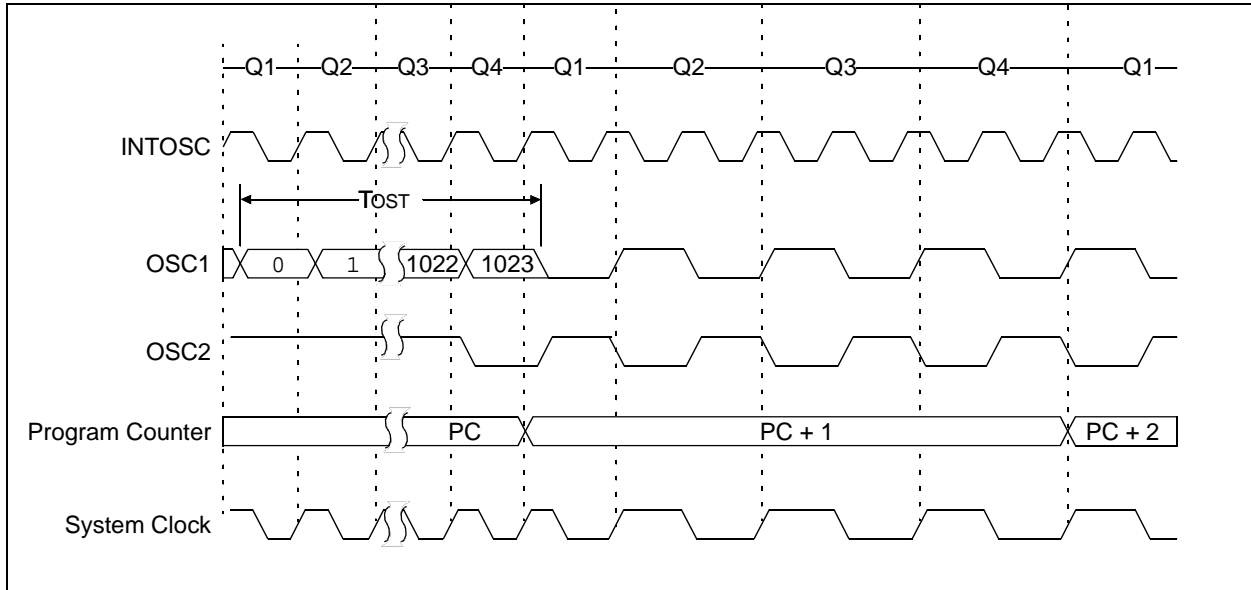 Q1 Q2 Q3 Q4 Q1 Q2 Q3 Q4 Q1
INTOSC
TOST
OSC1 0 1 1022 1023
OSC2
Program Counter PC PC + 1 PC + 2
System Clock